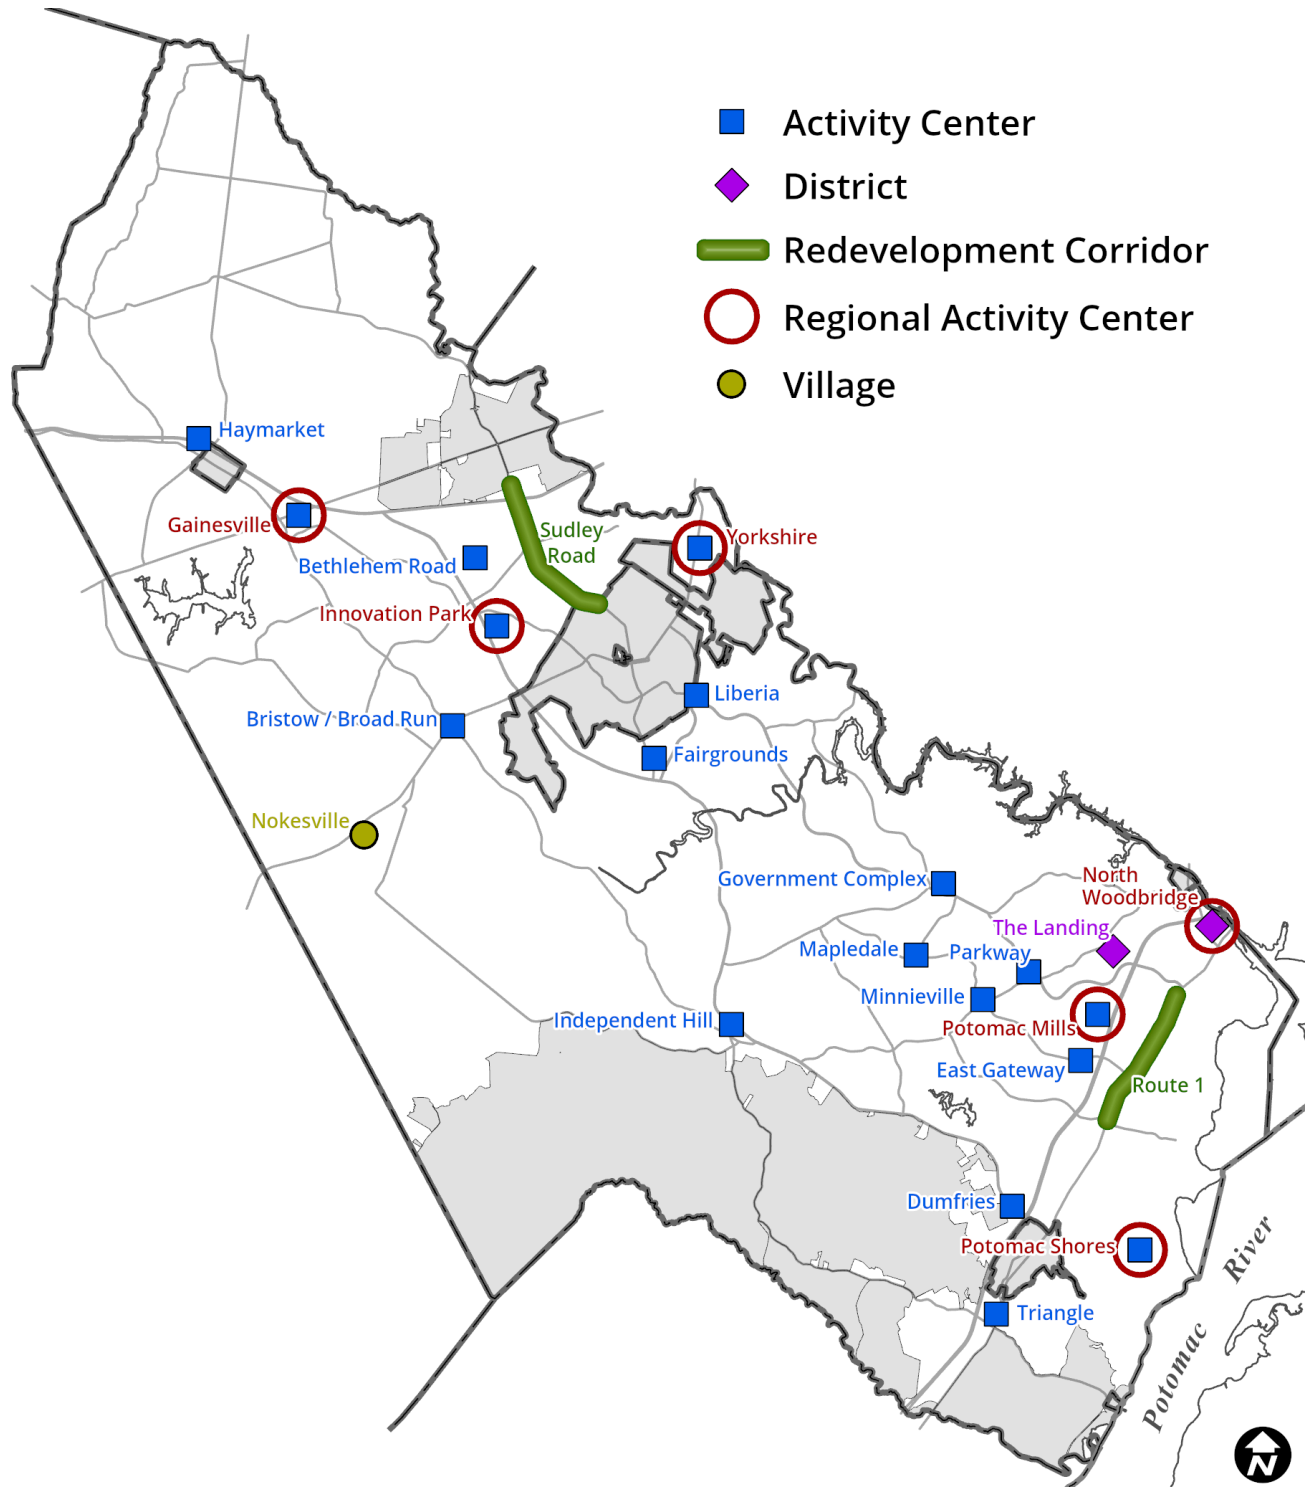 Activity Center
District
Redevelopment Corridor
Regional Activity Center
Village
Haymarket
Gainesville
Sudley
Road
Yorkshire
Bethlehem Road
Innovation Park
Liberia
Bristow / Broad Run
Fairgrounds
Nokesville
Government Complex
North
Woodbridge
The Landing
Mapledale
Parkway
Minnieville
Independent Hill
Potomac Mills
East Gateway
Route 1
Dumfries
Potomac Shores
Triangle
Potomac River
N